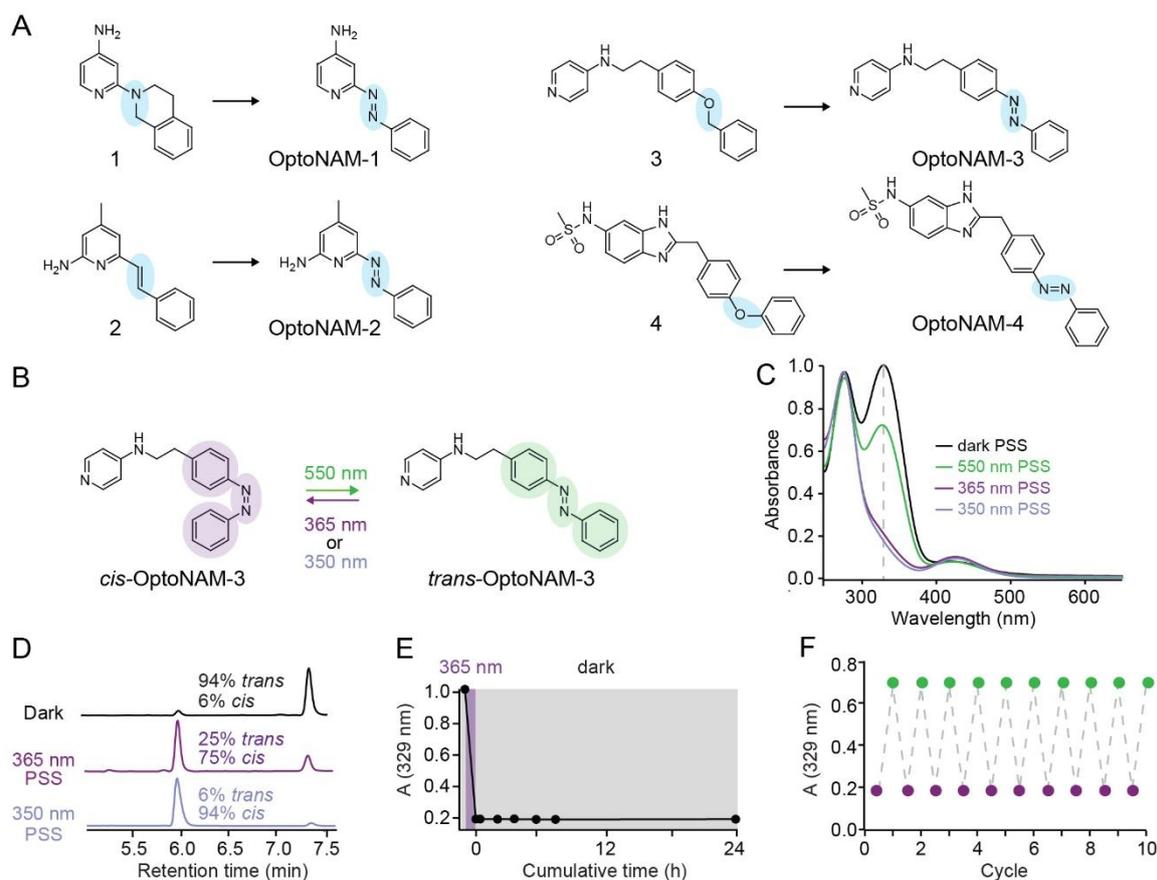 A
NH₂
N
N
1
NH₂
N
N
N
OptoNAM-1
N
H
N
O
3
N
H
N
N
N
OptoNAM-3
H₂N
N
2
H₂N
N
N
N
OptoNAM-2
H
N
S
O
O
H
N
N
O
4
H
N
S
O
O
H
N
N
N=N
OptoNAM-4
B
H
N
N
N
N
cis-OptoNAM-3
550 nm
365 nm
or
350 nm
H
N
N
N
N
trans-OptoNAM-3
C
1.0
0.8
0.6
0.4
0.2
0.0
Absorbance
dark PSS
550 nm PSS
365 nm PSS
350 nm PSS
300 400 500 600
Wavelength (nm)
D
Dark
94% trans
6% cis
365 nm
PSS
25% trans
75% cis
350 nm
PSS
6% trans
94% cis
5.5 6.0 6.5 7.0 7.5
Retention time (min)
E
365 nm
dark
1.0
0.8
0.6
0.4
0.2
A (329 nm)
0 12 24
Cumulative time (h)
F
0.8
0.6
0.4
0.2
0.0
A (329 nm)
0 2 4 6 8 10
Cycle